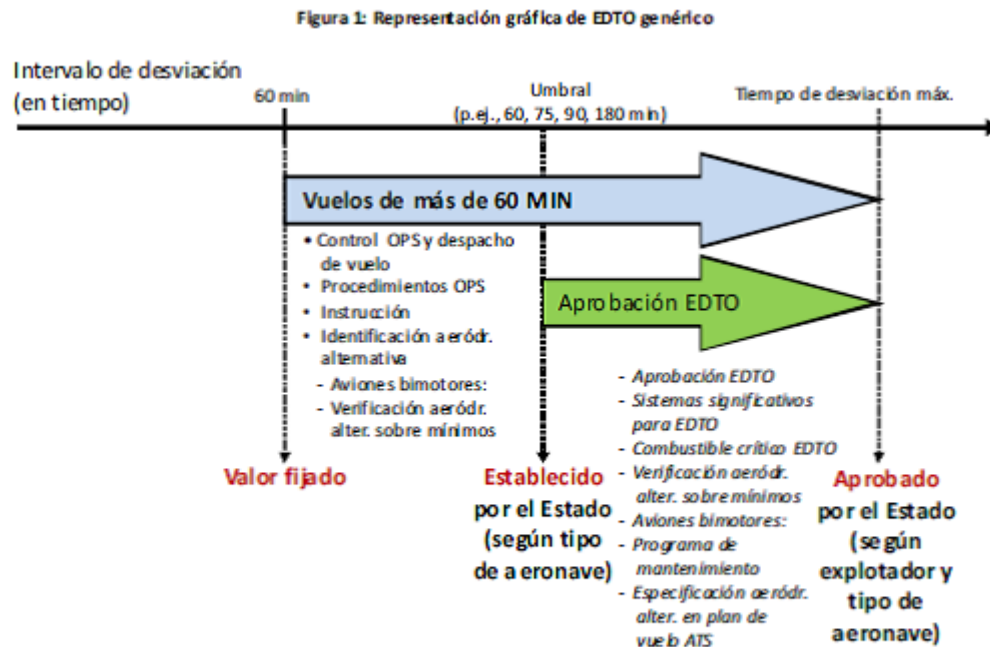 Figura 1: Representación gráfica de EDTO genérico
Intervalo de desviación
(en tiempo)
60 min
Umbral
(p.ej., 60, 75, 90, 180 min)
Tiempo de desviación máx.
Vuelos de más de 60 MIN
• Control OPS y despacho
de vuelo
• Procedimientos OPS
• Instrucción
• Identificación aeródr.
alternativa
- Aviones bimotores:
- Verificación aeródr.
alter. sobre mínimos
Aprobación EDTO
- Aprobación EDTO
- Sistemas significativos
para EDTO
- Combustible crítico EDTO
- Verificación aeródr.
alter. sobre mínimos
- Aviones bimotores:
- Programa de
mantenimiento
- Especificación aeródr.
alter. en plan de
vuelo ATS
Valor fijado
Establecido
por el Estado
(según tipo
de aeronave)
Aprobado
por el Estado
(según
explotador y
tipo de
aeronave)